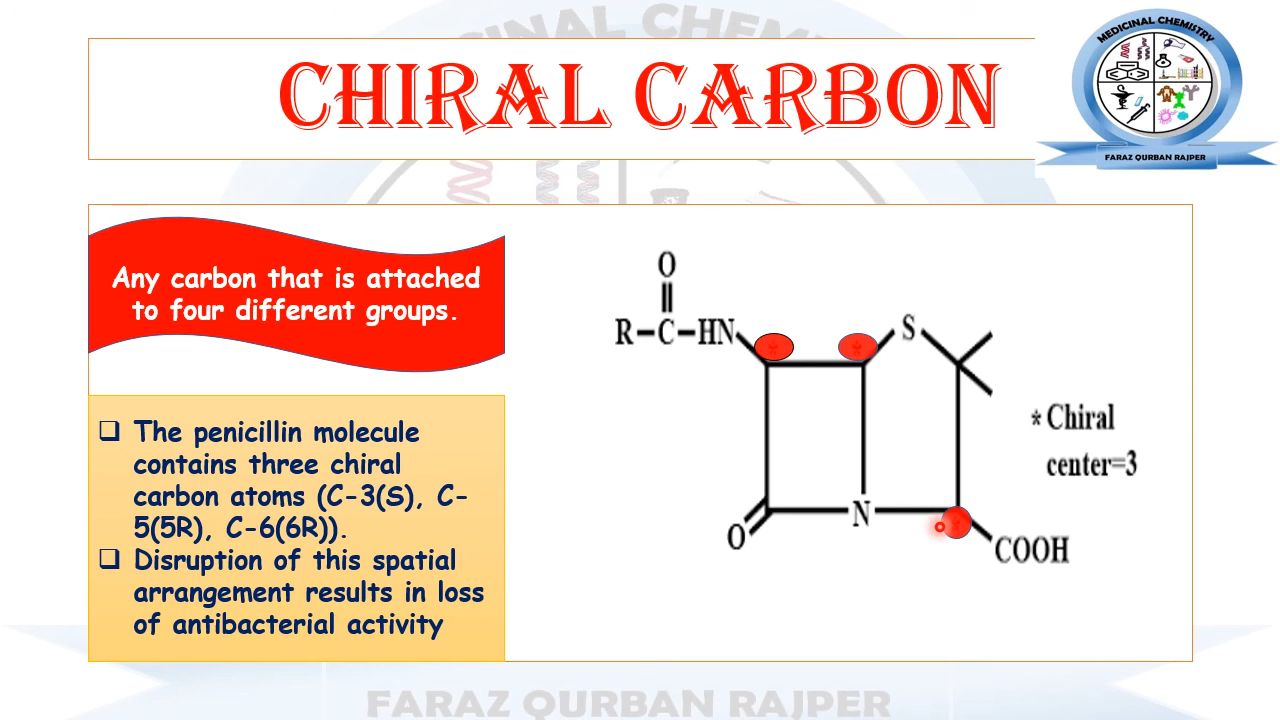 CHIRAL CARBON
MEDICINAL CHEMISTRY
FARAZ QURBAN RAJPER
Any carbon that is attached
to four different groups.
❑ The penicillin molecule
contains three chiral
carbon atoms (C-3(S), C-
5(5R), C-6(6R)).
❑ Disruption of this spatial
arrangement results in loss
of antibacterial activity
O
R-C-HN
S
* Chiral
center=3
N
O
COOH
FARAZ QURBAN RAJPER